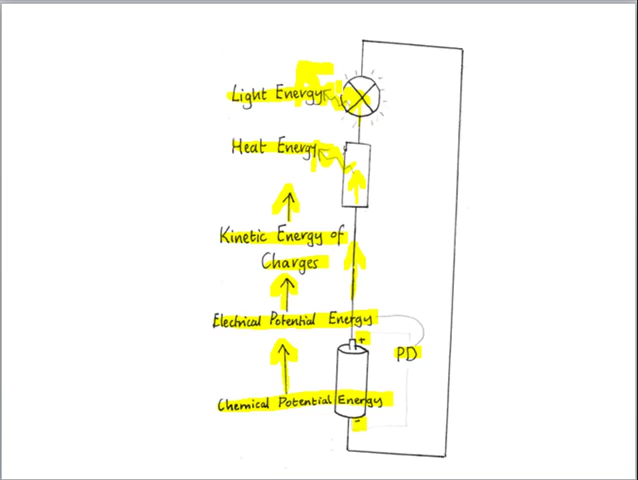 Light Energy
Heat Energy
Kinetic Energy of
Charges
Electrical Potential Energy
+
PD
Chemical Potential Energy
-